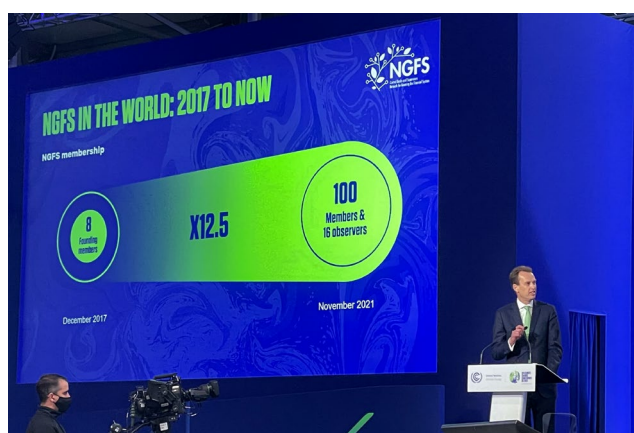 NGFS
NGFS IN THE WORLD: 2017 TO NOW
NGFS membership
8
Founding
members
X12.5
100
Members &
16 observers
December 2017
November 2021